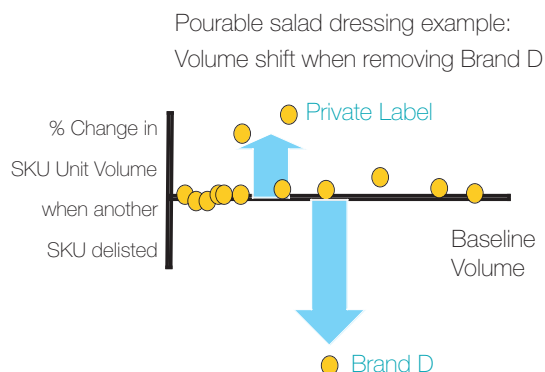 Pourable salad dressing example:
Volume shift when removing Brand D
Private Label
% Change in
SKU Unit Volume
when another
SKU delisted
Baseline
Volume
Brand D